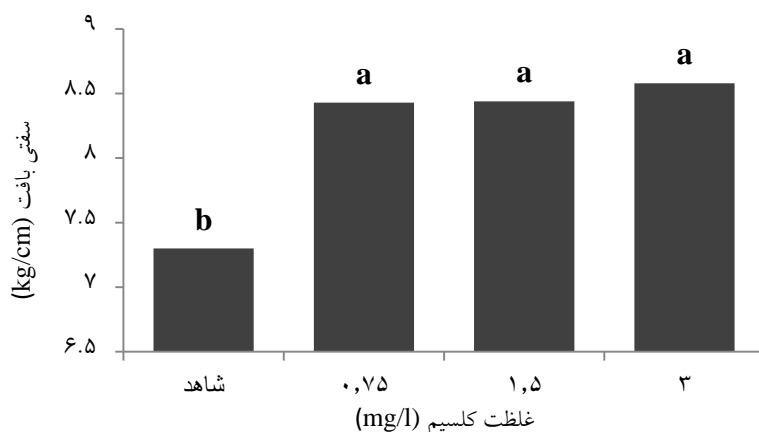 ۹
۸.۵
۸
۷.۵
۷
۶.۵
سفتی بافت (kg/cm)
b
a
a
a
شاهد
۰,۷۵
۱,۵
۳
غلظت کلسیم (mg/l)